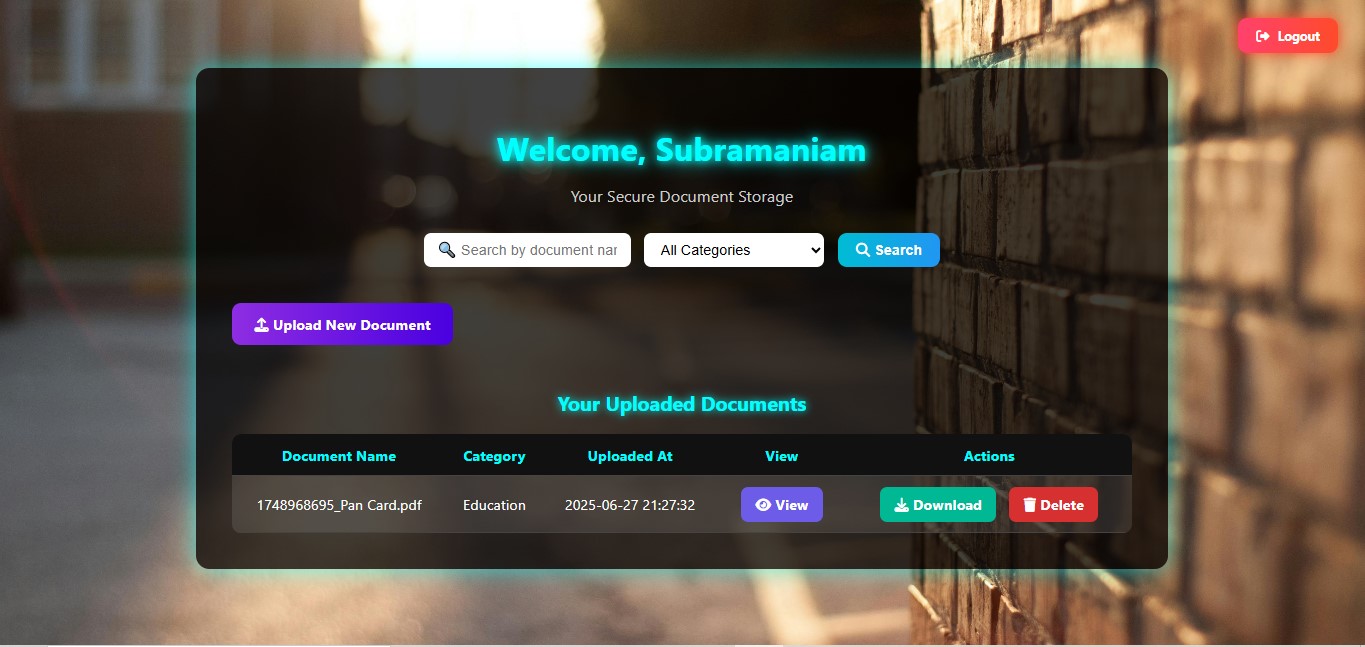 Logout
Welcome, Subramaniam
Your Secure Document Storage
Search by document nar
All Categories
Search
Upload New Document
Your Uploaded Documents
Document Name Category Uploaded At View Actions
1748968695_Pan Card.pdf Education 2025-06-27 21:27:32 View Download Delete